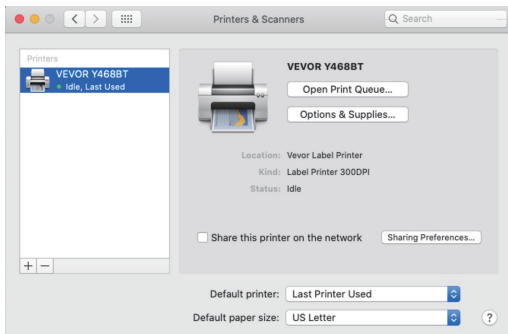 Printers & Scanners
Search
Printers
VEVOR Y468BT
Idle, Last Used
VEVOR Y468BT
Open Print Queue...
Options & Supplies...
Location: Vevor Label Printer
Kind: Label Printer 300DPI
Status: Idle
Share this printer on the network
Sharing Preferences...
+ −
Default printer: Last Printer Used
Default paper size: US Letter
?